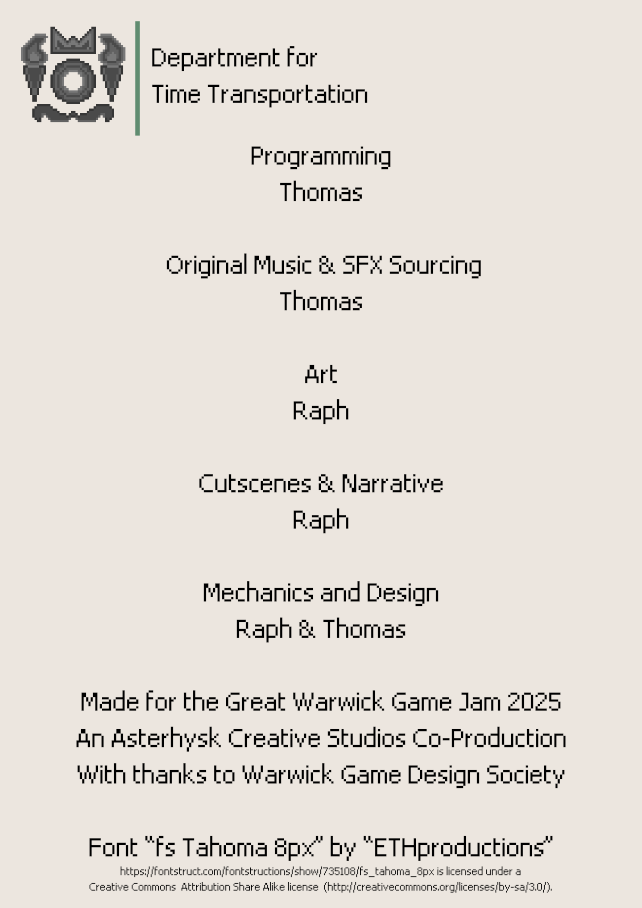 Department for
Time Transportation
Programming
Thomas
Original Music & SFX Sourcing
Thomas
Art
Raph
Cutscenes & Narrative
Raph
Mechanics and Design
Raph & Thomas
Made for the Great Warwick Game Jam 2025
An Asterhysk Creative Studios Co-Production
With thanks to Warwick Game Design Society
Font “fs Tahoma 8px” by “ETHproductions”
https://fontstruct.com/fontstructions/show/735108/fs_tahoma_8px is licensed under a
Creative Commons Attribution Share Alike license (http://creativecommons.org/licenses/by-sa/3.0/).